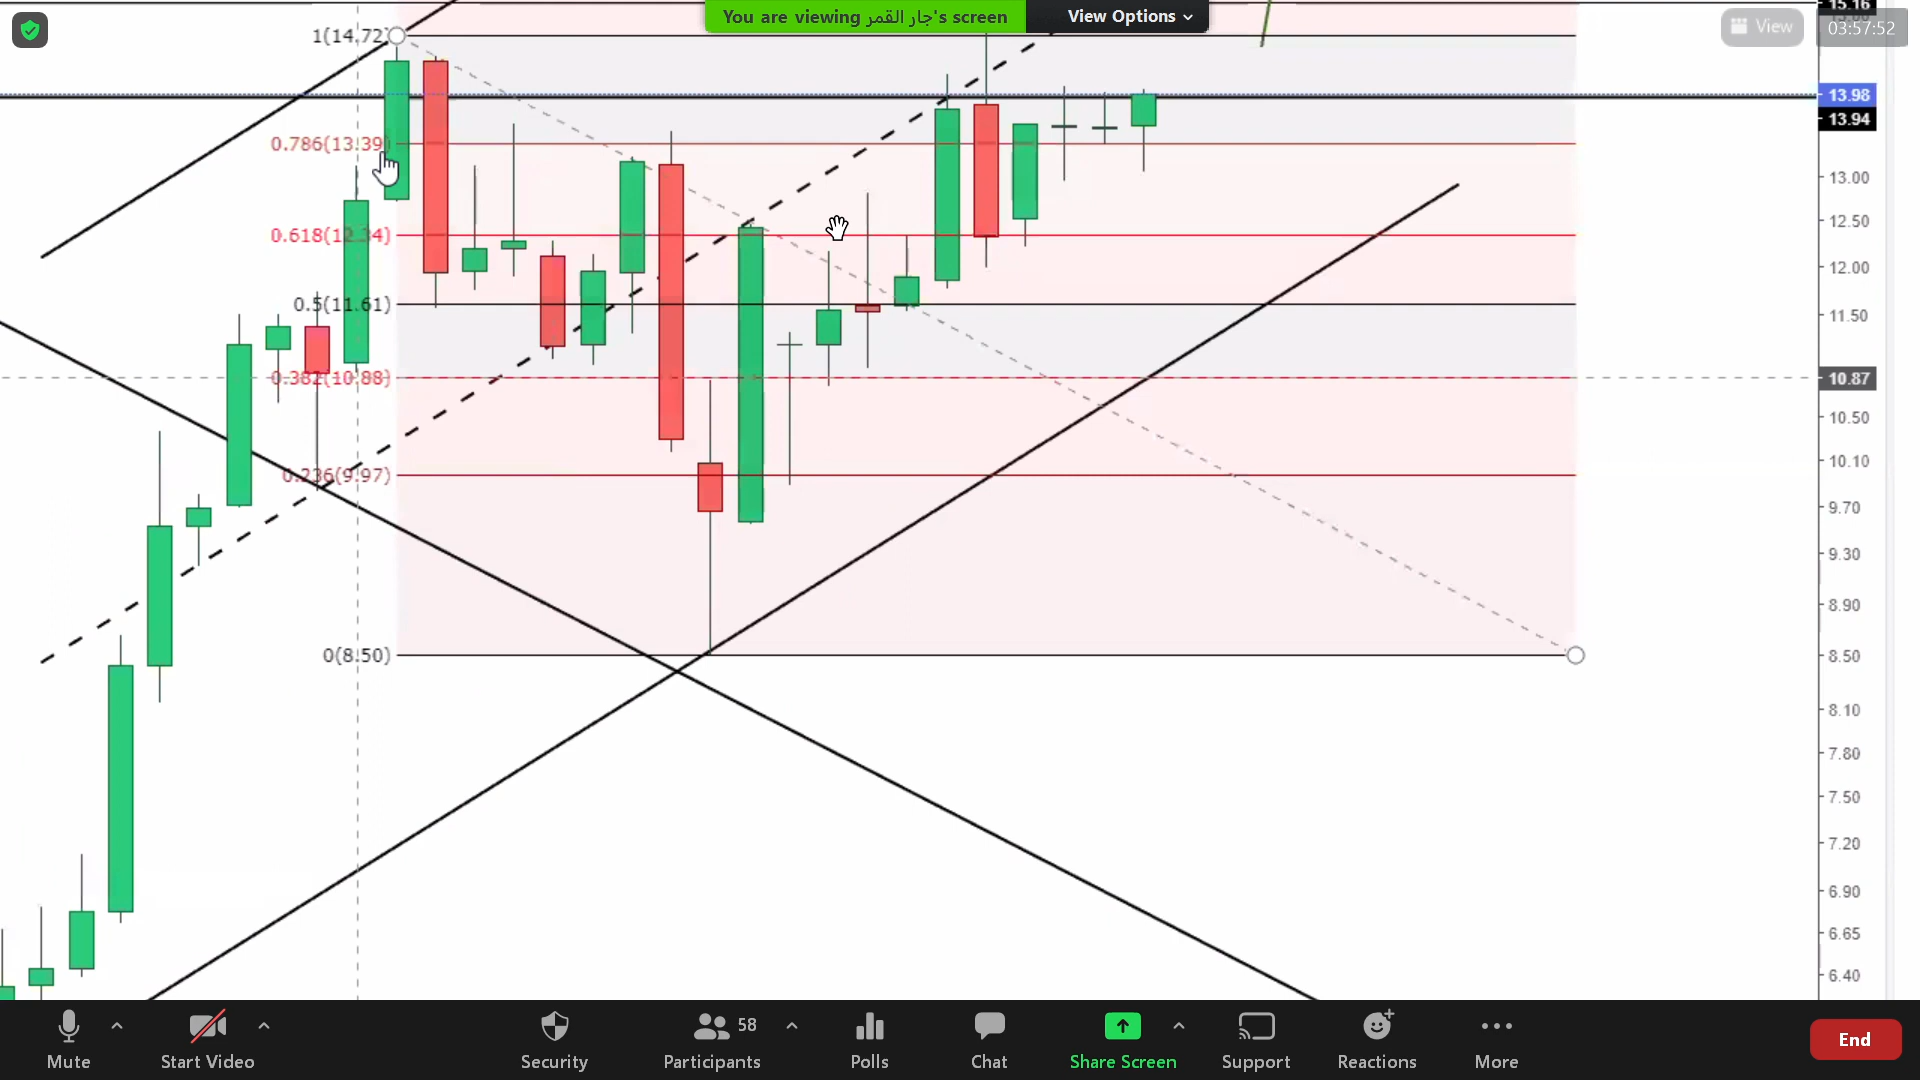 15.16
You are viewing جار القمر's screen
View Options
View
03:57:52
1(14.72)
13.98
13.94
0.786(13.39)
13.00
12.50
0.618(12.34)
12.00
0.5(11.61)
11.50
0.382(10.88)
10.87
10.50
0.236(9.97)
10.10
9.70
9.30
8.90
0(8.50)
8.50
8.10
7.80
7.50
7.20
6.90
6.65
6.40
Mute
Start Video
Security
58
Participants
Polls
Chat
Share Screen
Support
Reactions
More
End